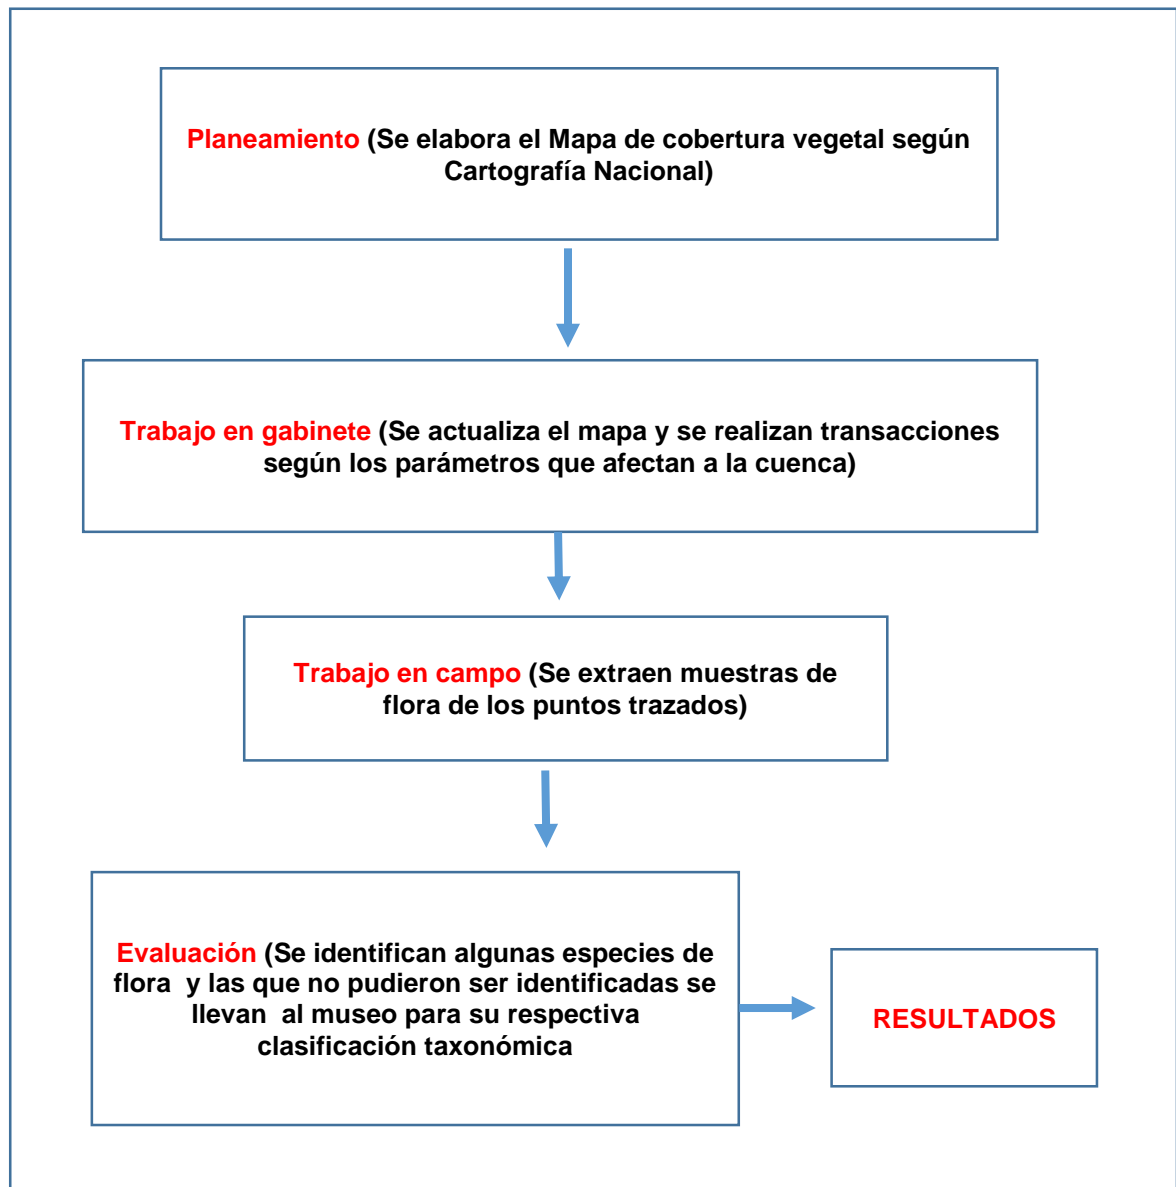 Planeamiento (Se elabora el Mapa de cobertura vegetal según
Cartografía Nacional)
Trabajo en gabinete (Se actualiza el mapa y se realizan transacciones
según los parámetros que afectan a la cuenca)
Trabajo en campo (Se extraen muestras de
flora de los puntos trazados)
Evaluación (Se identifican algunas especies de
flora y las que no pudieron ser identificadas se
llevan al museo para su respectiva
clasificación taxonómica
RESULTADOS